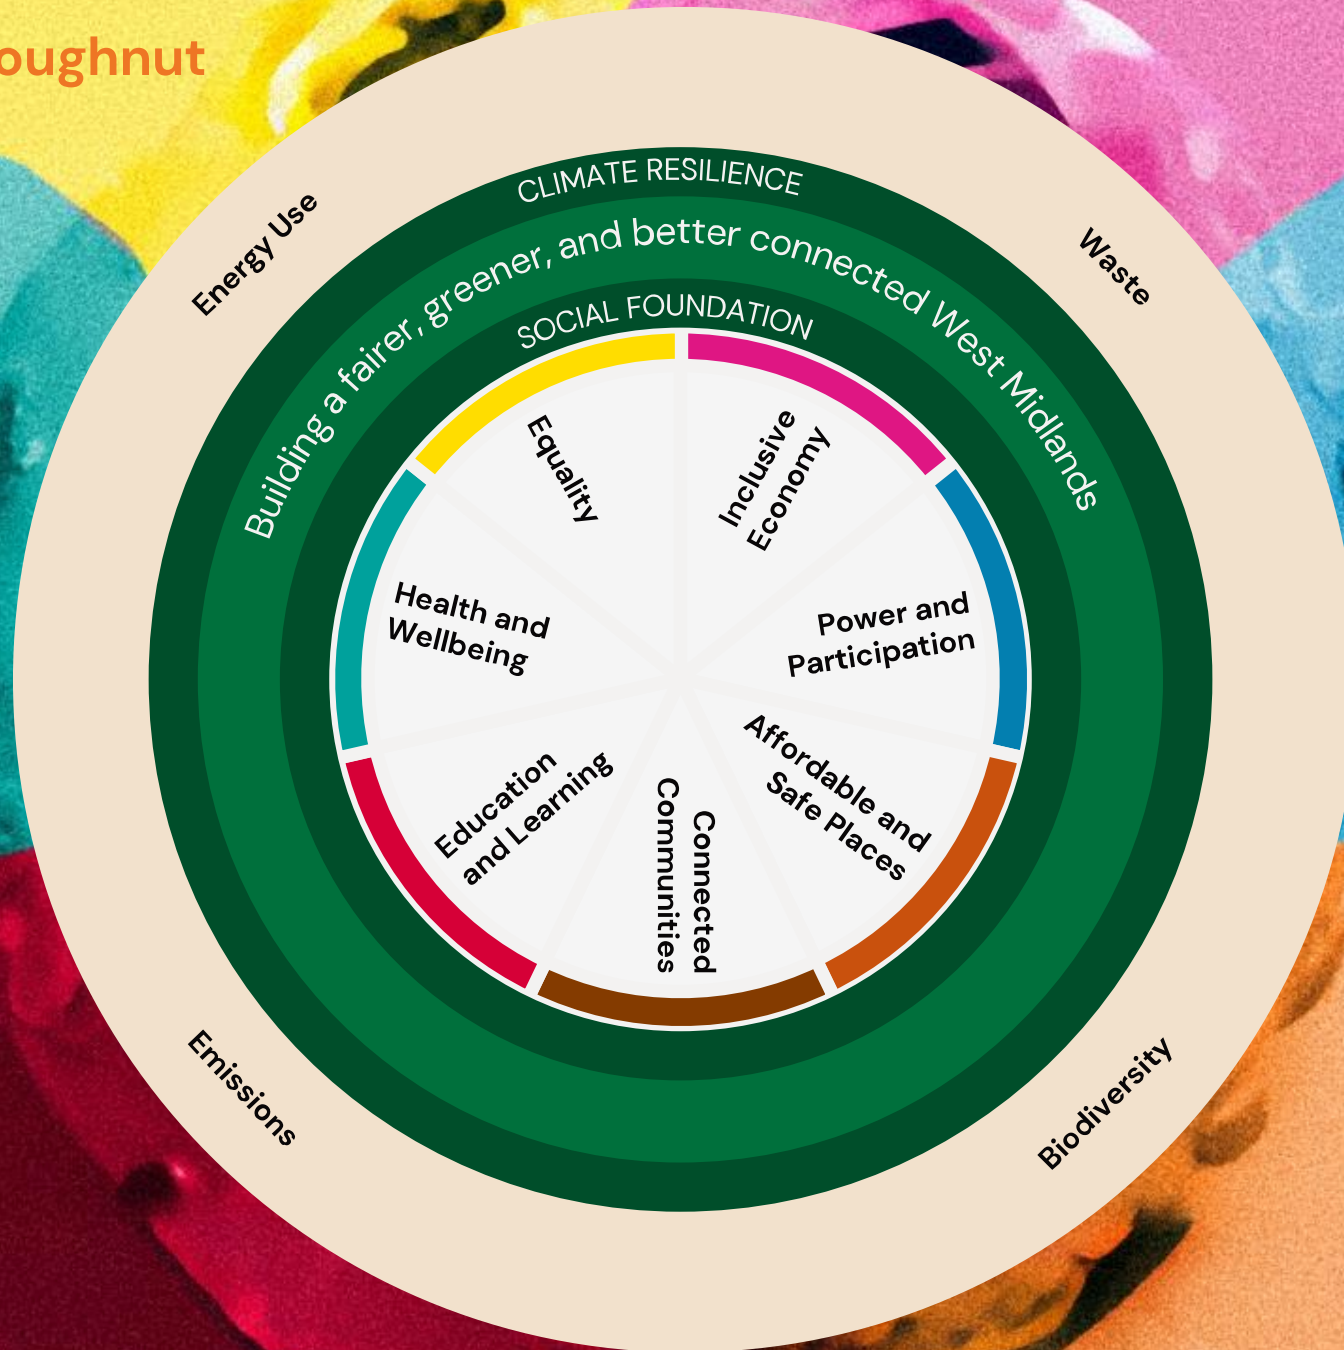 oughnut
Energy Use
Waste
CLIMATE RESILIENCE
Building a fairer, greener, and better connected West Midlands
SOCIAL FOUNDATION
Equality
Inclusive
Economy
Health and
Wellbeing
Power and
Participation
Education
and Learning
Connected
Communities
Affordable and
Safe Places
Emissions
Biodiversity